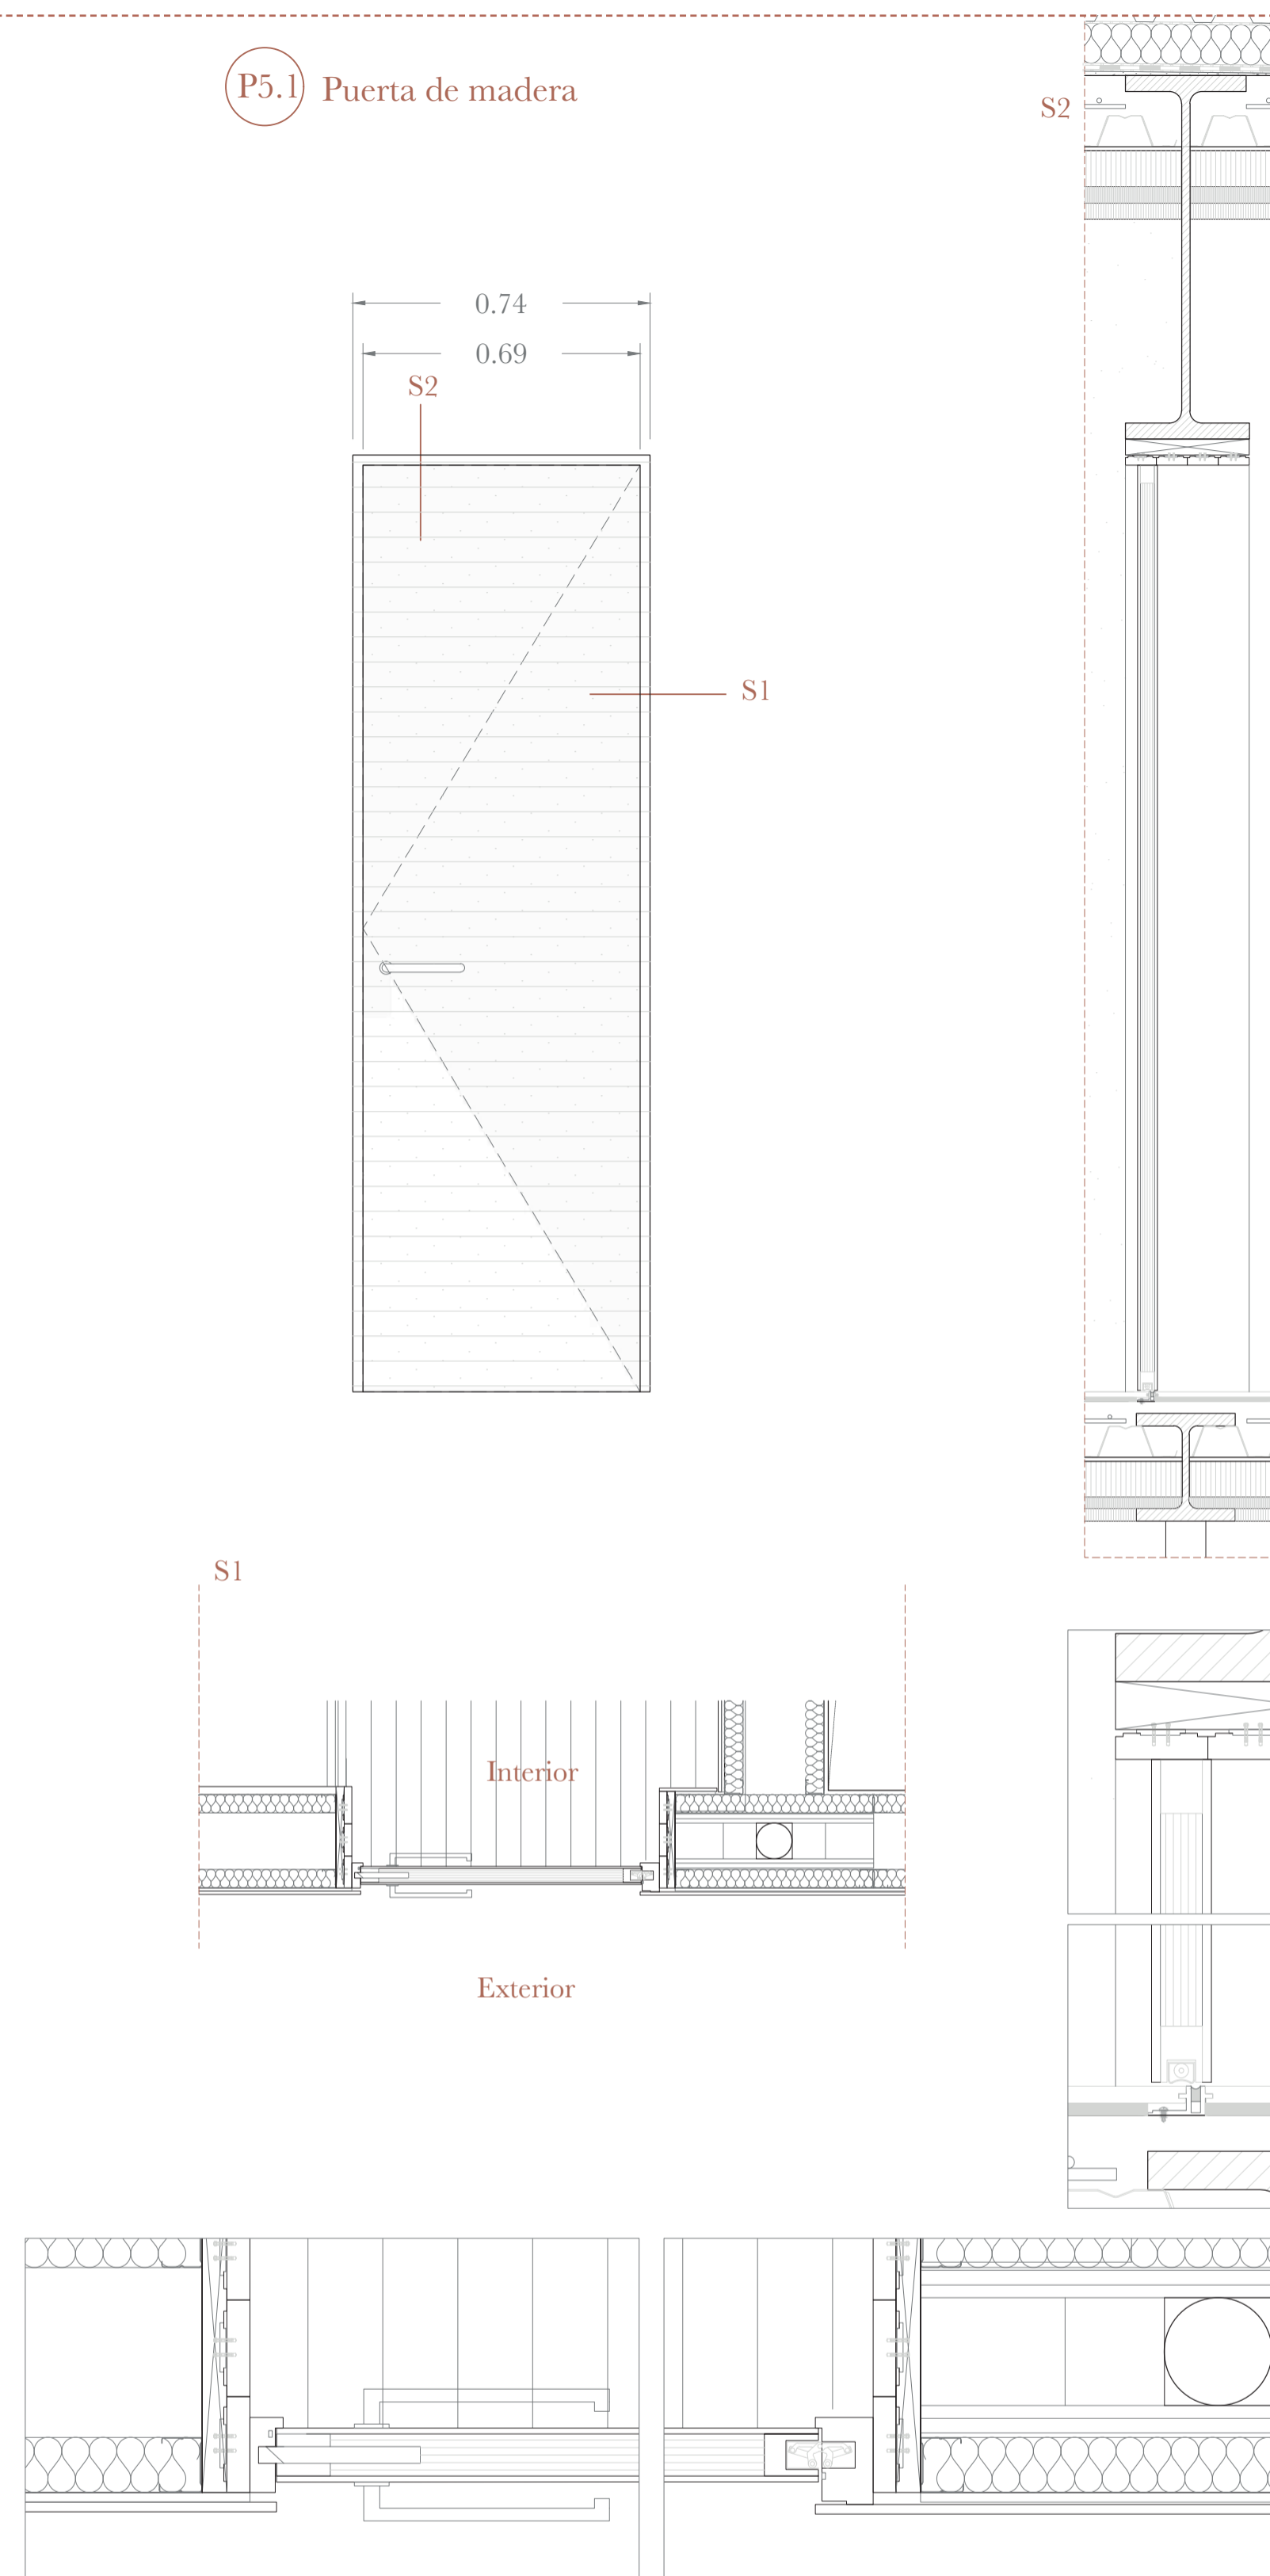 P5.1 Puerta de madera
S2
0.74
0.69
S2
S1
S1
Interior
Exterior